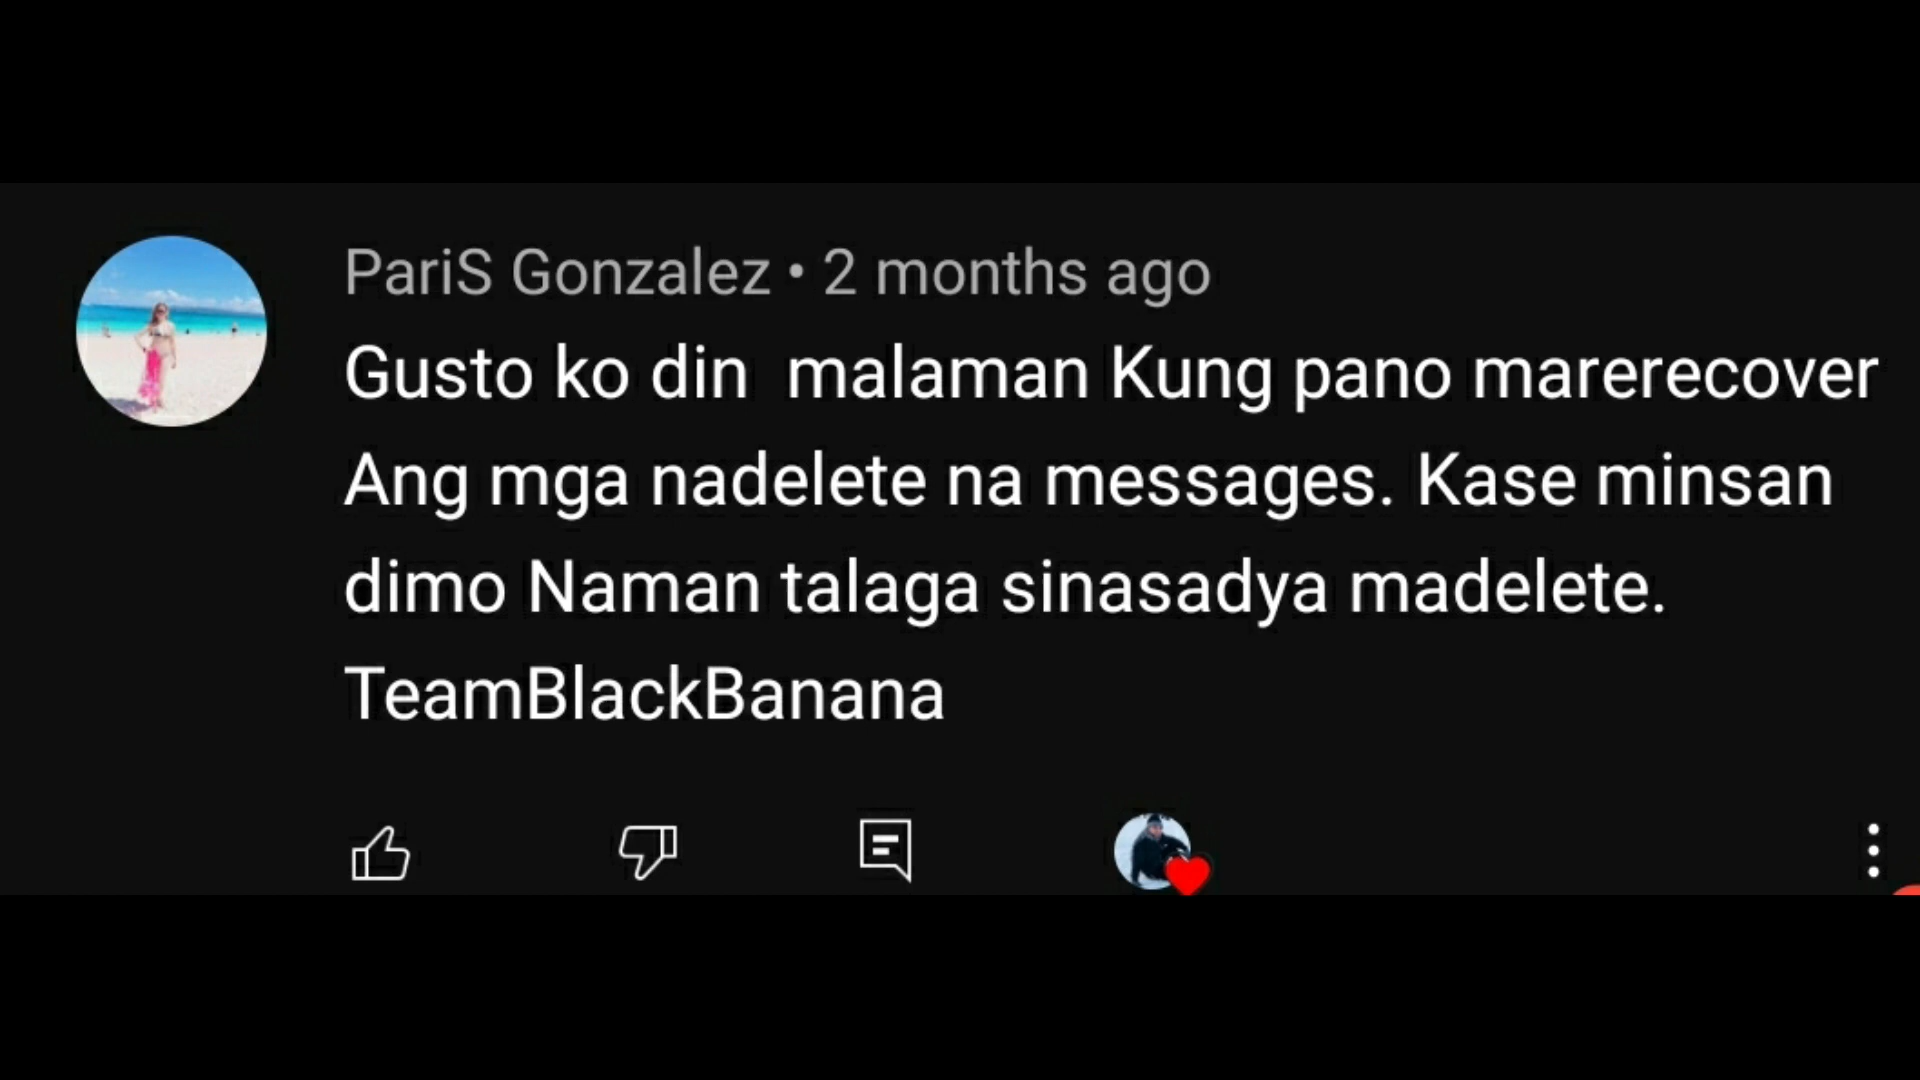 PariS Gonzalez • 2 months ago
Gusto ko din  malaman Kung pano marerecover
Ang mga nadelete na messages. Kase minsan
dimo Naman talaga sinasadya madelete.
TeamBlackBanana